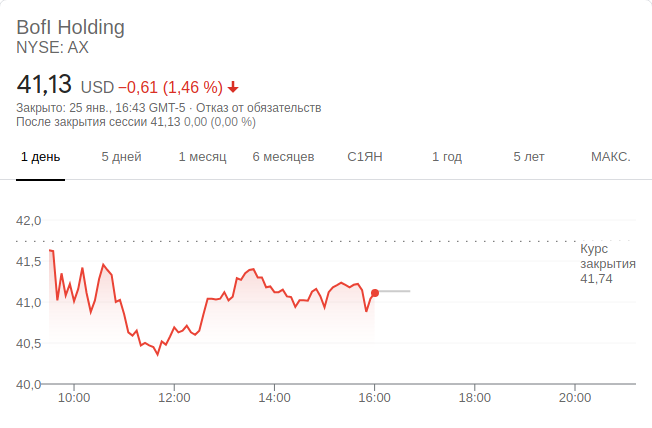 BofI Holding
NYSE: AX
41,13 USD −0,61 (1,46 %)
Закрыто: 25 янв., 16:43 GMT-5 · Отказ от обязательств
После закрытия сессии 41,13 0,00 (0,00 %)
1 день 5 дней 1 месяц 6 месяцев С1ЯН 1 год 5 лет МАКС.
42,0
Курс
закрытия
41,74
41,5
41,0
40,5
40,0
10:00 12:00 14:00 16:00 18:00 20:00